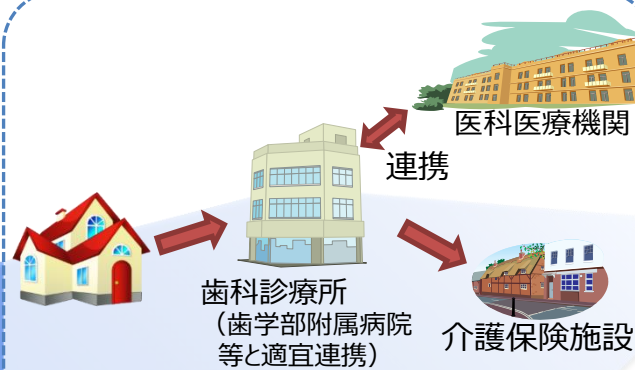 医科医療機関
連携
歯科診療所
（歯学部附属病院
等と適宜連携）
介護保険施設